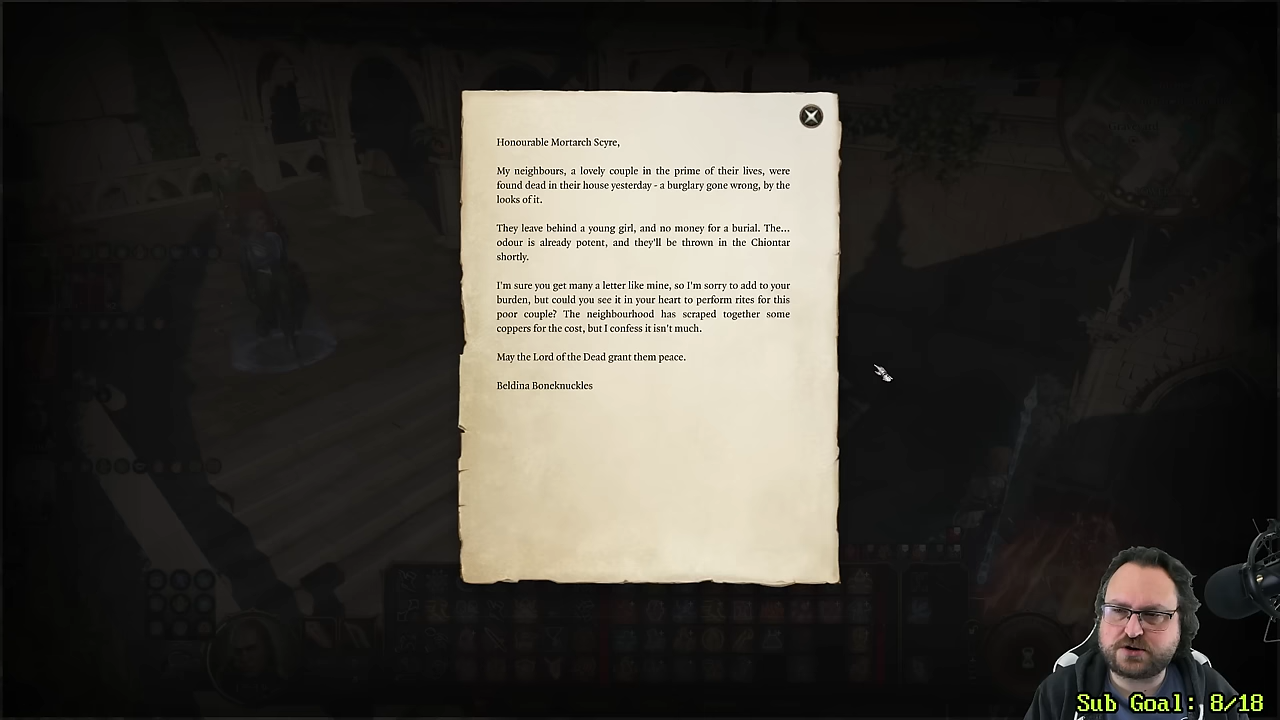 Honourable Mortarch Scyre,
My neighbours, a lovely couple in the prime of their lives, were
found dead in their house yesterday - a burglary gone wrong, by the
looks of it.
They leave behind a young girl, and no money for a burial. The...
odour is already potent, and they'll be thrown in the Chiontar
shortly.
I'm sure you get many a letter like mine, so I'm sorry to add to your
burden, but could you see it in your heart to perform rites for this
poor couple? The neighbourhood has scraped together some
coppers for the cost, but I confess it isn't much.
May the Lord of the Dead grant them peace.
Beldina Boneknuckles
Sub Goal: 8/18